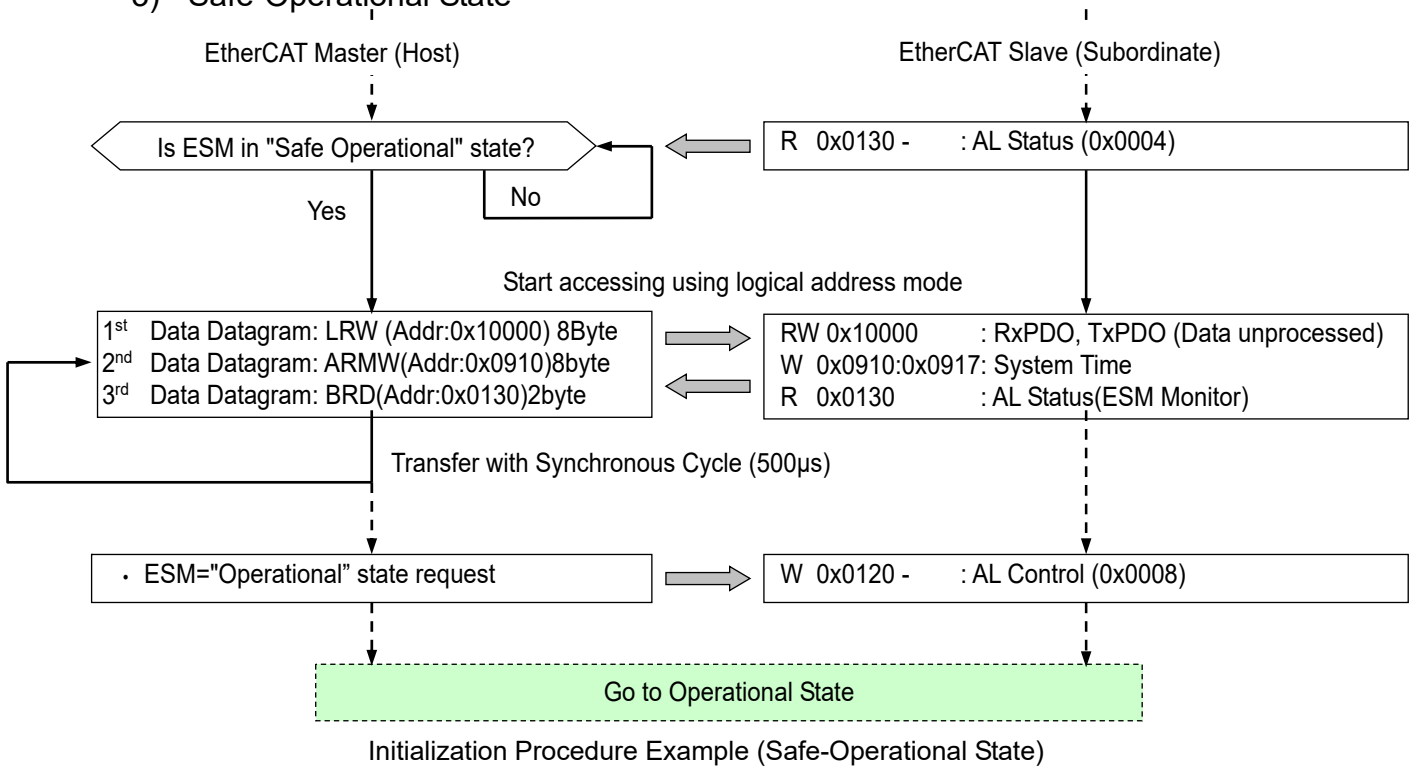 Safe-Operational State
EtherCAT Master (Host)
EtherCAT Slave (Subordinate)
Is ESM in "Safe Operational" state?
R 0x0130 - : AL Status (0x0004)
No
Yes
Start accessing using logical address mode
1st Data Datagram: LRW (Addr:0x10000) 8Byte
2nd Data Datagram: ARMW(Addr:0x0910)8byte
3rd Data Datagram: BRD(Addr:0x0130)2byte
RW 0x10000 : RxPDO, TxPDO (Data unprocessed)
W 0x0910:0x0917: System Time
R 0x0130 : AL Status(ESM Monitor)
Transfer with Synchronous Cycle (500µs)
・ ESM="Operational” state request
W 0x0120 - : AL Control (0x0008)
Go to Operational State
Initialization Procedure Example (Safe-Operational State)